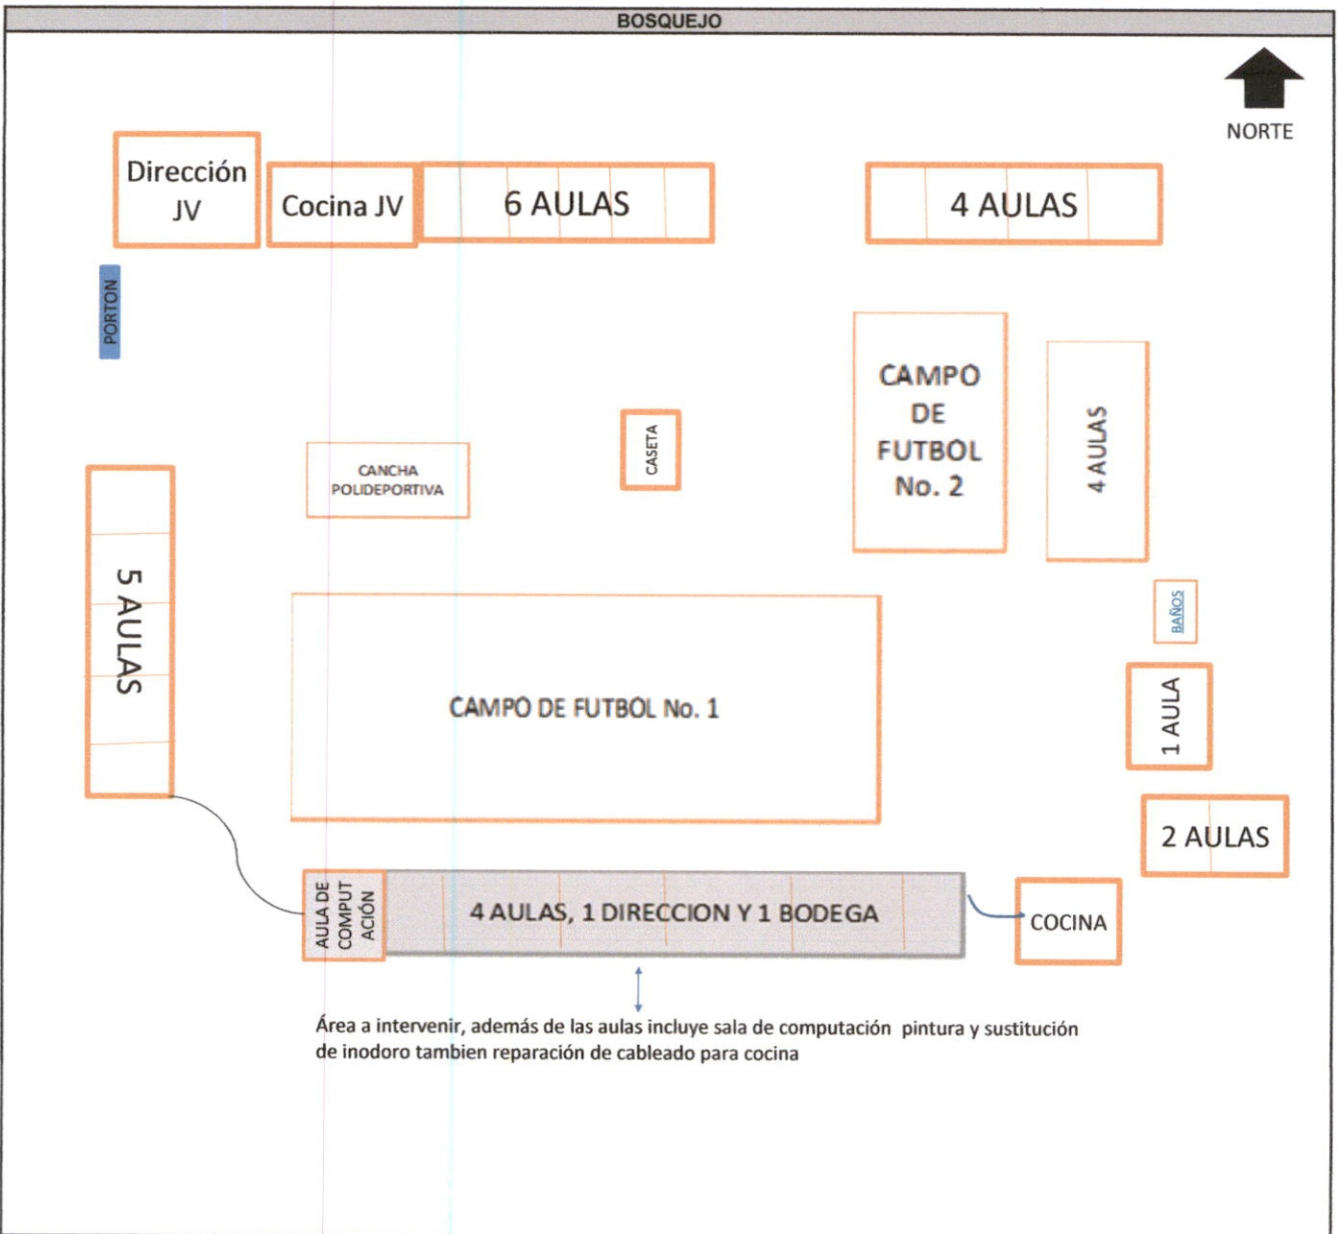 BOSQUEJO
NORTE
Dirección
JV
Cocina JV
6 AULAS
4 AULAS
PORTON
CAMPO
DE
FUTBOL
No. 2
4 AULAS
CASETA
CANCHA
POLIDEPORTIVA
5 AULAS
BAÑOS
CAMPO DE FUTBOL No. 1
1 AULA
2 AULAS
AULA DE
COMPUT
ACIÓN
4 AULAS, 1 DIRECCION Y 1 BODEGA
COCINA
Área a intervenir, además de las aulas incluye sala de computación pintura y sustitución
de inodoro tambien reparación de cableado para cocina